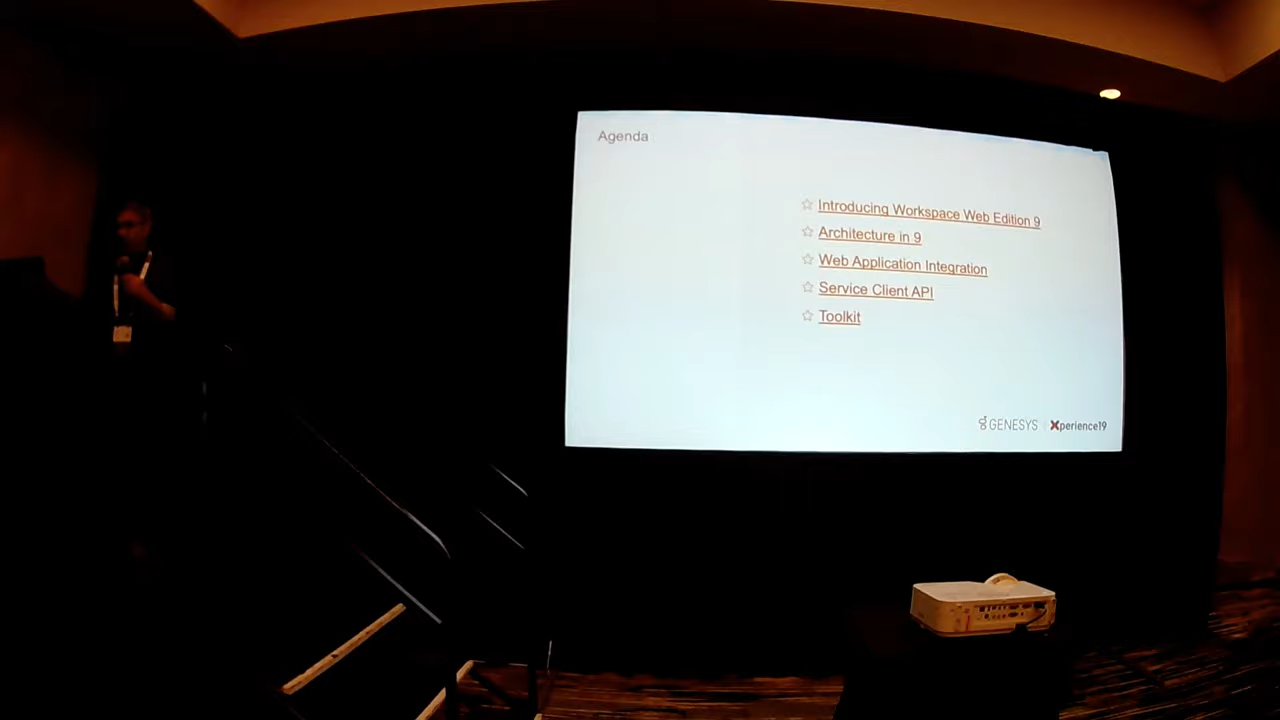 Agenda
Introducing Workspace Web Edition 9
Architecture in 9
Web Application Integration
Service Client API
Toolkit
GENESYS Xperience19